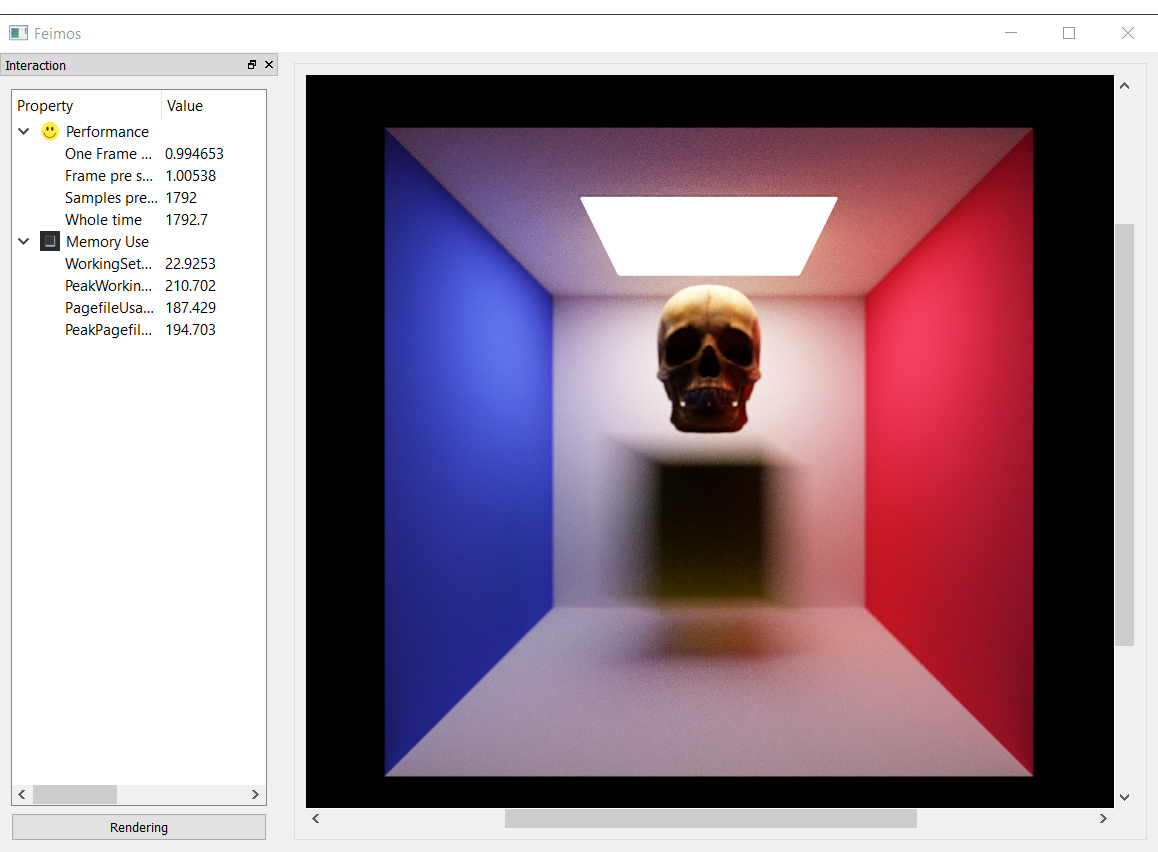 Feimos
Interaction
Property Value
Performance
One Frame ... 0.994653
Frame pre s... 1.00538
Samples pre... 1792
Whole time 1792.7
Memory Use
WorkingSet... 22.9253
PeakWorkin... 210.702
PagefileUsa... 187.429
PeakPagefil... 194.703
Rendering